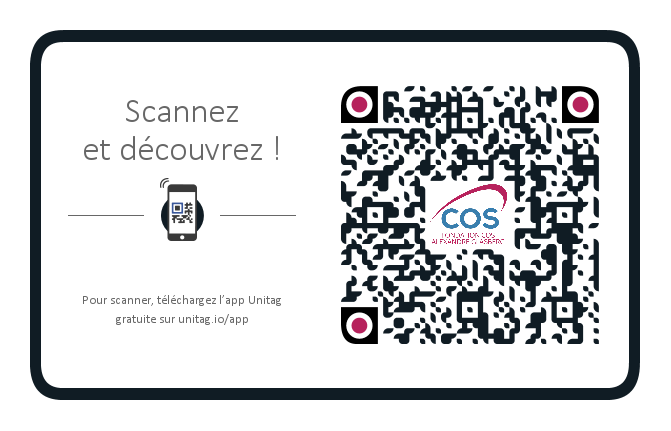 Scannez
et découvrez !
Pour scanner, téléchargez l'app Unitag
gratuite sur unitag.io/app
COS
FONDATION COS
ALEXANDRE GLASBERG